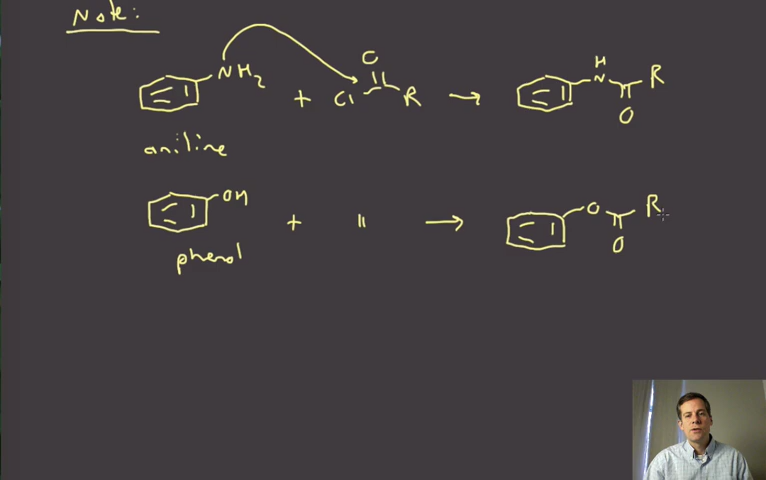 Note:
NH2 + O Cl R → H N R O
aniline
OH + " → O R O
phenol